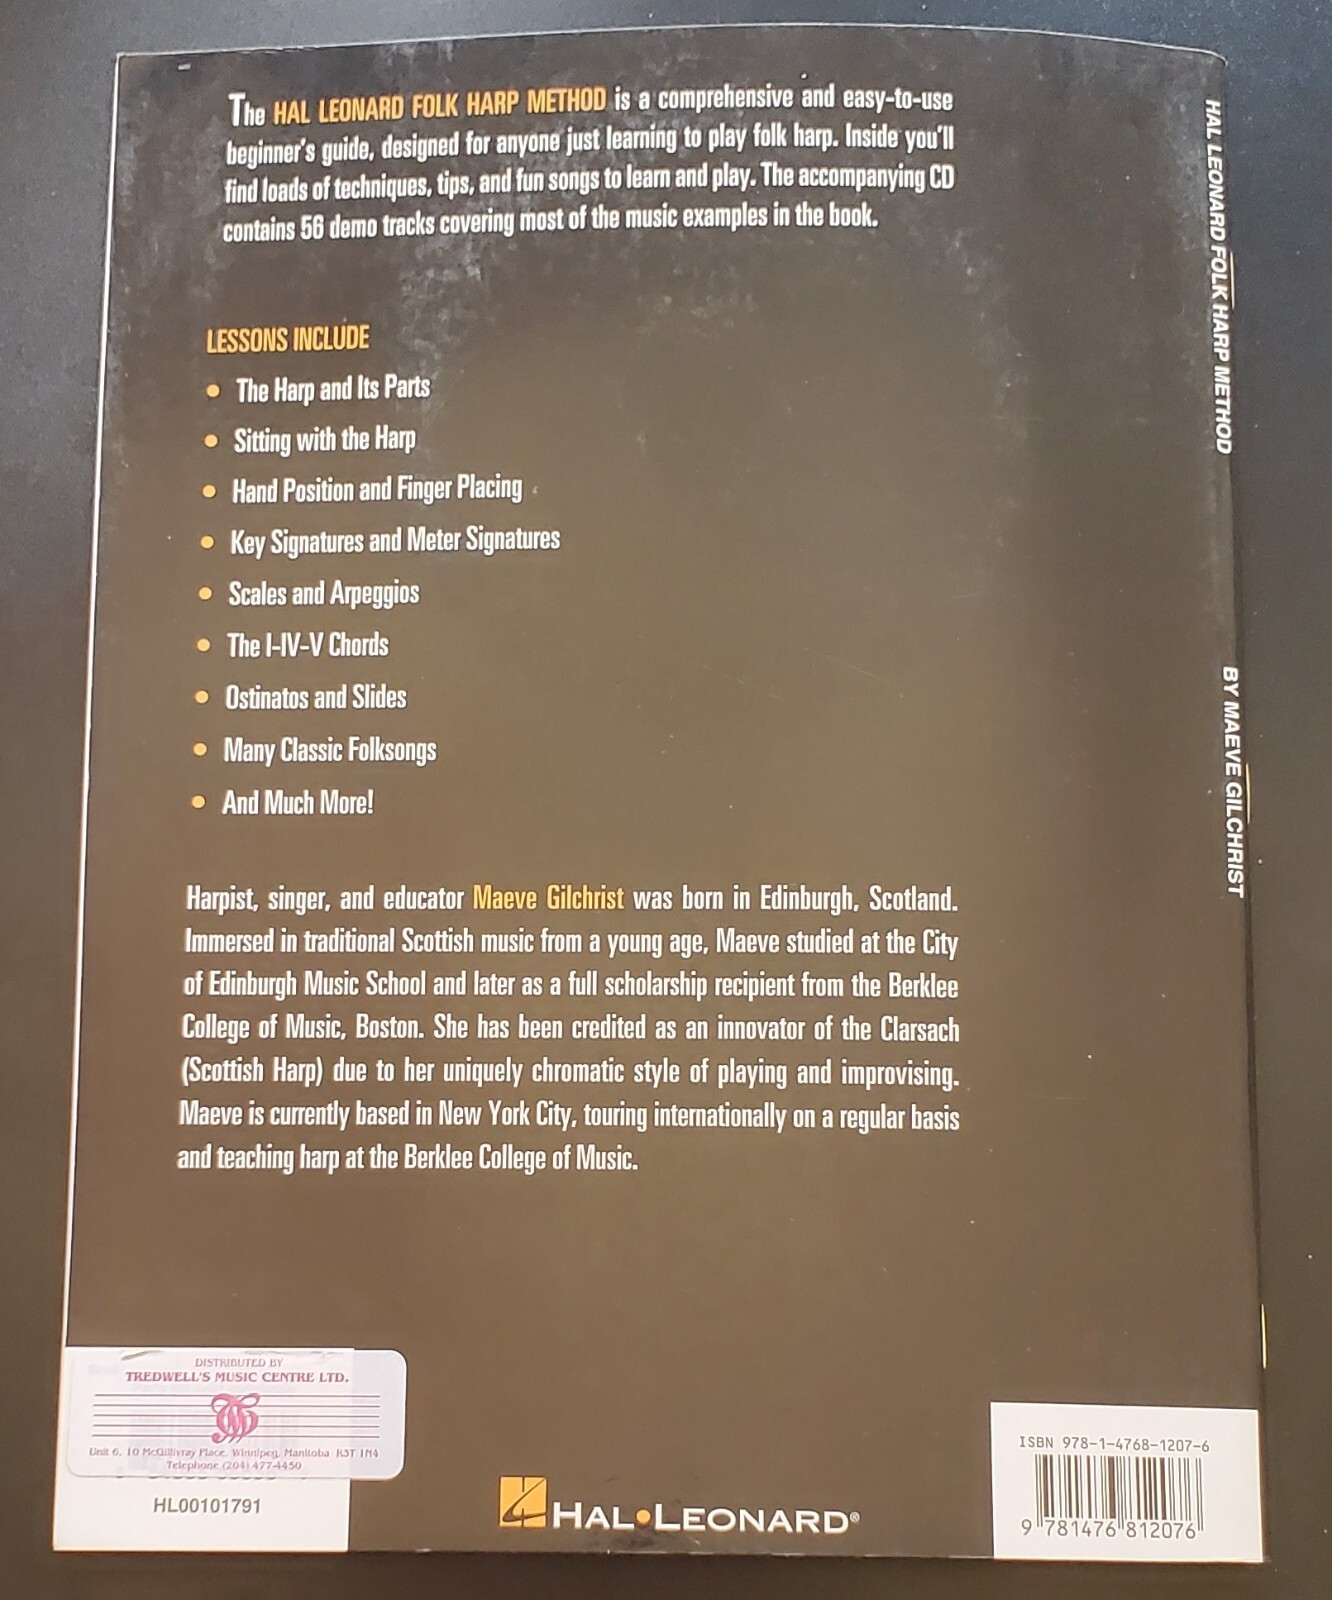 The HAL LEONARD FOLK HARP METHOD is a comprehensive and easy-to-use
beginner's guide, designed for anyone just learning to play folk harp. Inside you'll
find loads of techniques, tips, and fun songs to learn and play. The accompanying CD
contains 56 demo tracks covering most of the music examples in the book.
LESSONS INCLUDE
• The Harp and Its Parts
• Sitting with the Harp
• Hand Position and Finger Placing
• Key Signatures and Meter Signatures
• Scales and Arpeggios
• The I-IV-V Chords
• Ostinatos and Slides
• Many Classic Folksongs
• And Much More!
Harpist, singer, and educator Maeve Gilchrist was born in Edinburgh, Scotland.
Immersed in traditional Scottish music from a young age, Maeve studied at the City
of Edinburgh Music School and later as a full scholarship recipient from the Berklee
College of Music, Boston. She has been credited as an innovator of the Clarsach
(Scottish Harp) due to her uniquely chromatic style of playing and improvising.
Maeve is currently based in New York City, touring internationally on a regular basis
and teaching harp at the Berklee College of Music.
HAL LEONARD FOLK HARP METHOD
BY MAEVE GILCHRIST
DISTRIBUTED BY
TREDWELL'S MUSIC CENTRE LTD.
Unit 6, 10 McGillivray Place, Winnipeg, Manitoba R3T 1N4
Telephone (204) 477-4450
HL00101791
HAL•LEONARD®
ISBN 978-1-4768-1207-6
9 781476 812076